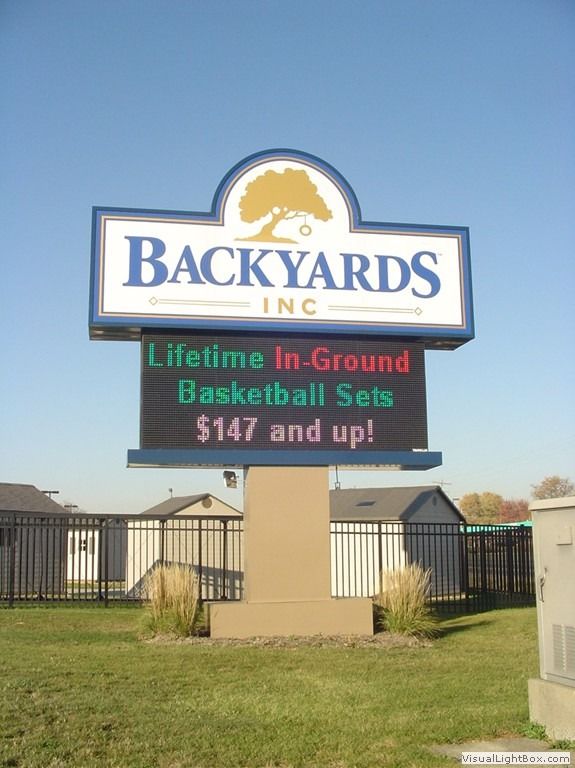 BACKYARDS
INC
Lifetime In-Ground
Basketball Sets
$147 and up!
VisualLightBox.com